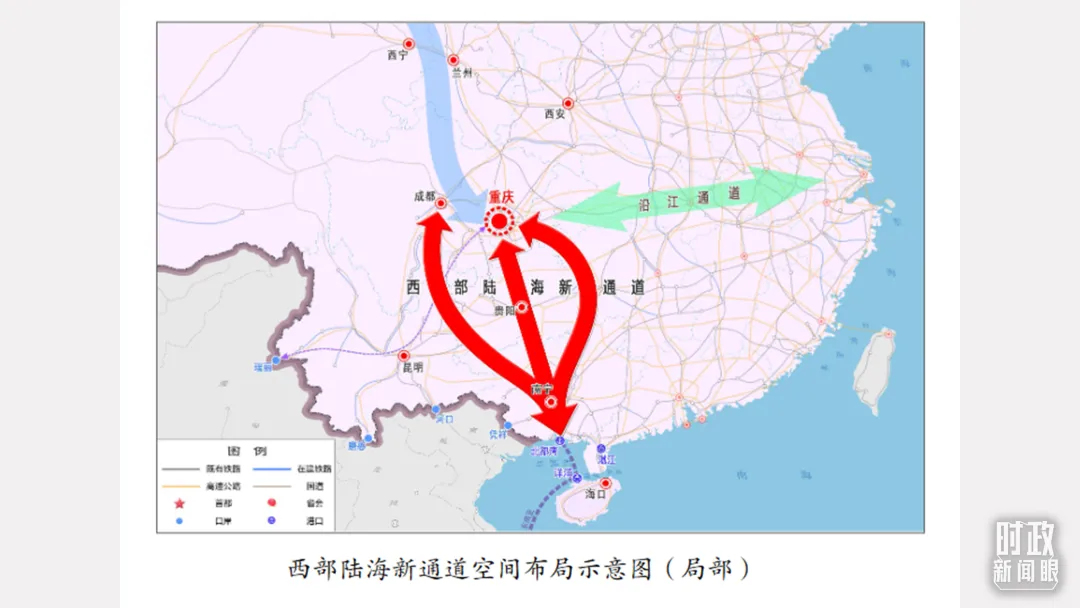 西宁
兰州
西安
成都
重庆
沿江通道
西部陆海新通道
贵阳
昆明
瑞丽
河口
南宁
凭祥
北部湾
湛江
洋浦
海口
图例
既有铁路
在建铁路
高速公路
国道
首都
省会
口岸
港口
西部陆海新通道空间布局示意图（局部）
时政
新闻眼